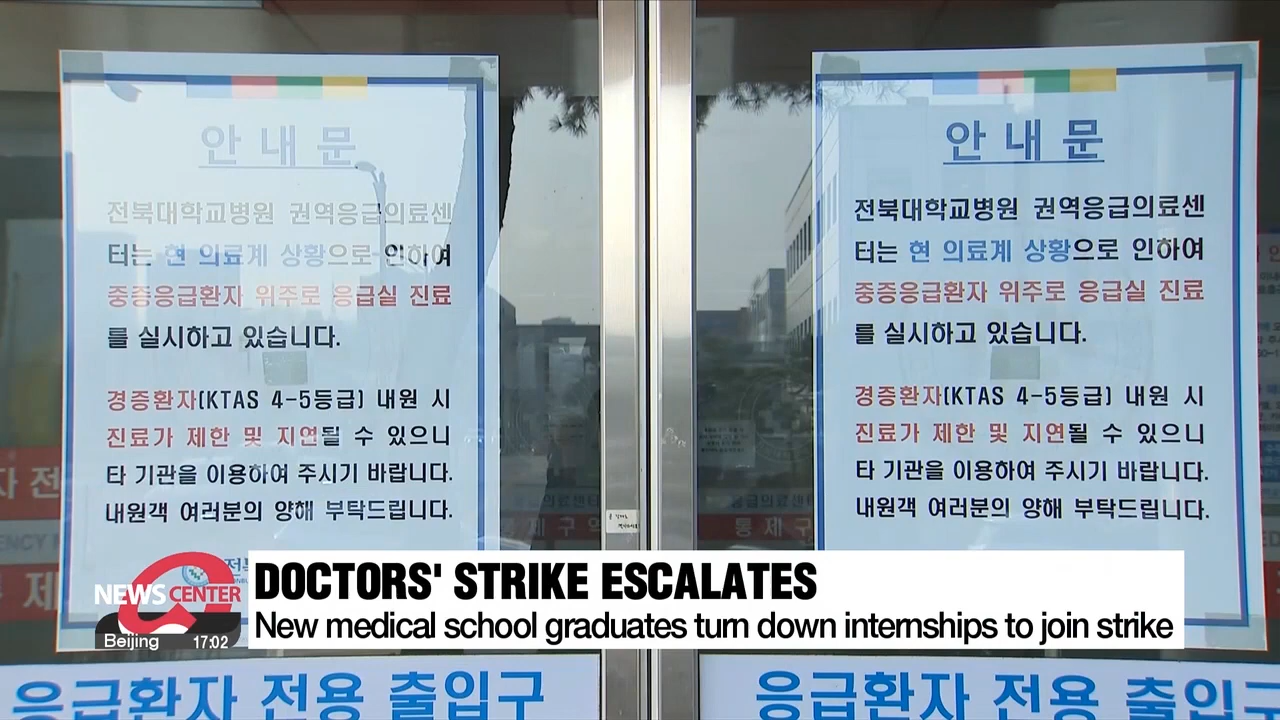 안내문
전북대학교병원 권역응급의료센
터는 현 의료계 상황으로 인하여
중증응급환자 위주로 응급실 진료
를 실시하고 있습니다.
경증환자(KTAS 4-5등급) 내원 시
진료가 제한 및 지연될 수 있으니
타 기관을 이용하여 주시기 바랍니다.
내원객 여러분의 양해 부탁드립니다.
안내문
전북대학교병원 권역응급의료센
터는 현 의료계 상황으로 인하여
중증응급환자 위주로 응급실 진료
를 실시하고 있습니다.
경증환자(KTAS 4-5등급) 내원 시
진료가 제한 및 지연될 수 있으니
타 기관을 이용하여 주시기 바랍니다.
내원객 여러분의 양해 부탁드립니다.
NEWS CENTER
Beijing 17:02
DOCTORS' STRIKE ESCALATES
New medical school graduates turn down internships to join strike
응급환자 전용 출입구
응급환자 전용 출입구